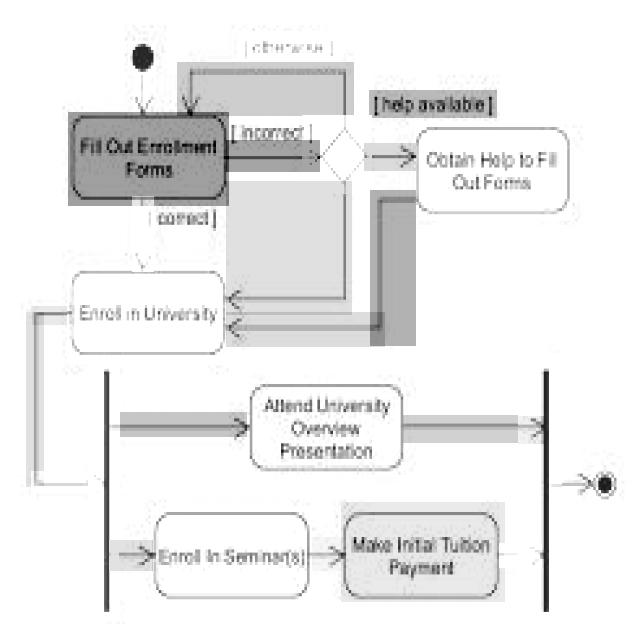 [ otherwise ]
[ help available ]
[ incorrect ]
Fill Out Enrollment
Forms
Obtain Help to Fill
Out Forms
[ correct ]
Enroll in University
Attend University
Overview
Presentation
Enroll In Seminar(s)
Make Initial Tuition
Payment